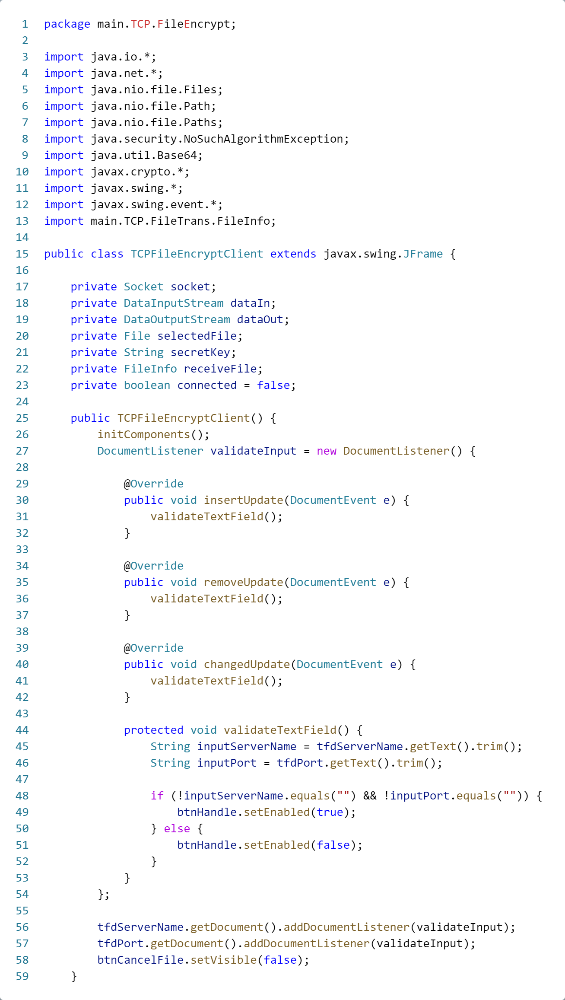 1 package main.TCP.FileEncrypt;
2
3 import java.io.*;
4 import java.net.*;
5 import java.nio.file.Files;
6 import java.nio.file.Path;
7 import java.nio.file.Paths;
8 import java.security.NoSuchAlgorithmException;
9 import java.util.Base64;
10 import javax.crypto.*;
11 import javax.swing.*;
12 import javax.swing.event.*;
13 import main.TCP.FileTrans.FileInfo;
14
15 public class TCPFileEncryptClient extends javax.swing.JFrame {
16
17     private Socket socket;
18     private DataInputStream dataIn;
19     private DataOutputStream dataOut;
20     private File selectedFile;
21     private String secretKey;
22     private FileInfo receiveFile;
23     private boolean connected = false;
24
25     public TCPFileEncryptClient() {
26         initComponents();
27         DocumentListener validateInput = new DocumentListener() {
28
29             @Override
30             public void insertUpdate(DocumentEvent e) {
31                 validateTextField();
32             }
33
34             @Override
35             public void removeUpdate(DocumentEvent e) {
36                 validateTextField();
37             }
38
39             @Override
40             public void changedUpdate(DocumentEvent e) {
41                 validateTextField();
42             }
43
44             protected void validateTextField() {
45                 String inputServerName = tfdServerName.getText().trim();
46                 String inputPort = tfdPort.getText().trim();
47
48                 if (!inputServerName.equals("") && !inputPort.equals("")) {
49                     btnHandle.setEnabled(true);
50                 } else {
51                     btnHandle.setEnabled(false);
52                 }
53             }
54         };
55
56         tfdServerName.getDocument().addDocumentListener(validateInput);
57         tfdPort.getDocument().addDocumentListener(validateInput);
58         btnCancelFile.setVisible(false);
59     }